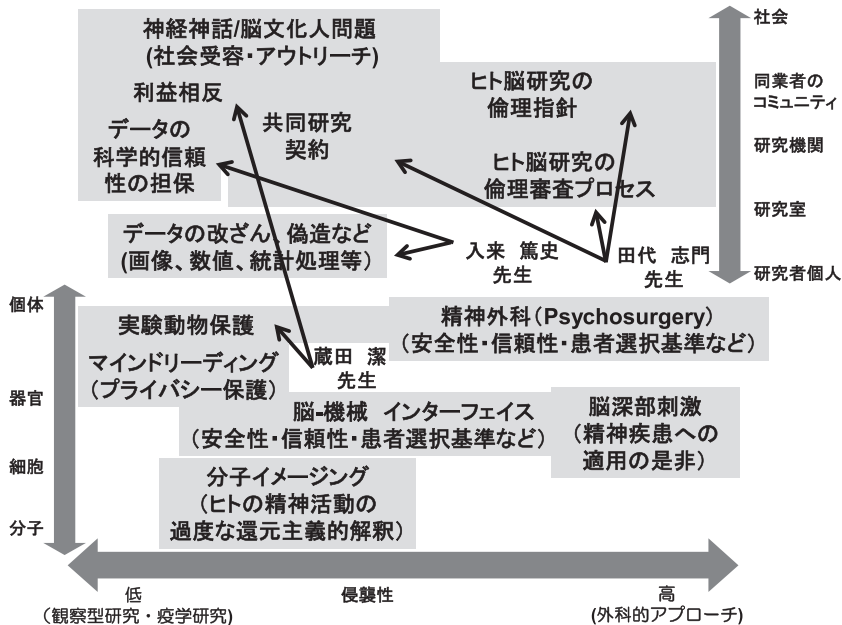 神経神話/脳文化人問題
(社会受容・アウトリーチ)
利益相反
データの
科学的信頼
性の担保
共同研究
契約
ヒト脳研究の
倫理指針
ヒト脳研究の
倫理審査プロセス
データの改ざん、偽造など
(画像、数値、統計処理等)
入来 篤史
先生
田代 志門
先生
社会
同業者の
コミュニティ
研究機関
研究室
研究者個人
個体
器官
細胞
分子
実験動物保護
マインドリーディング
(プライバシー保護)
蔵田 潔
先生
精神外科(Psychosurgery)
(安全性・信頼性・患者選択基準など)
脳-機械 インターフェイス
(安全性・信頼性・患者選択基準など)
脳深部刺激
(精神疾患への
適用の是非)
分子イメージング
(ヒトの精神活動の
過度な還元主義的解釈)
低
(観察型研究・疫学研究)
侵襲性
高
(外科的アプローチ)